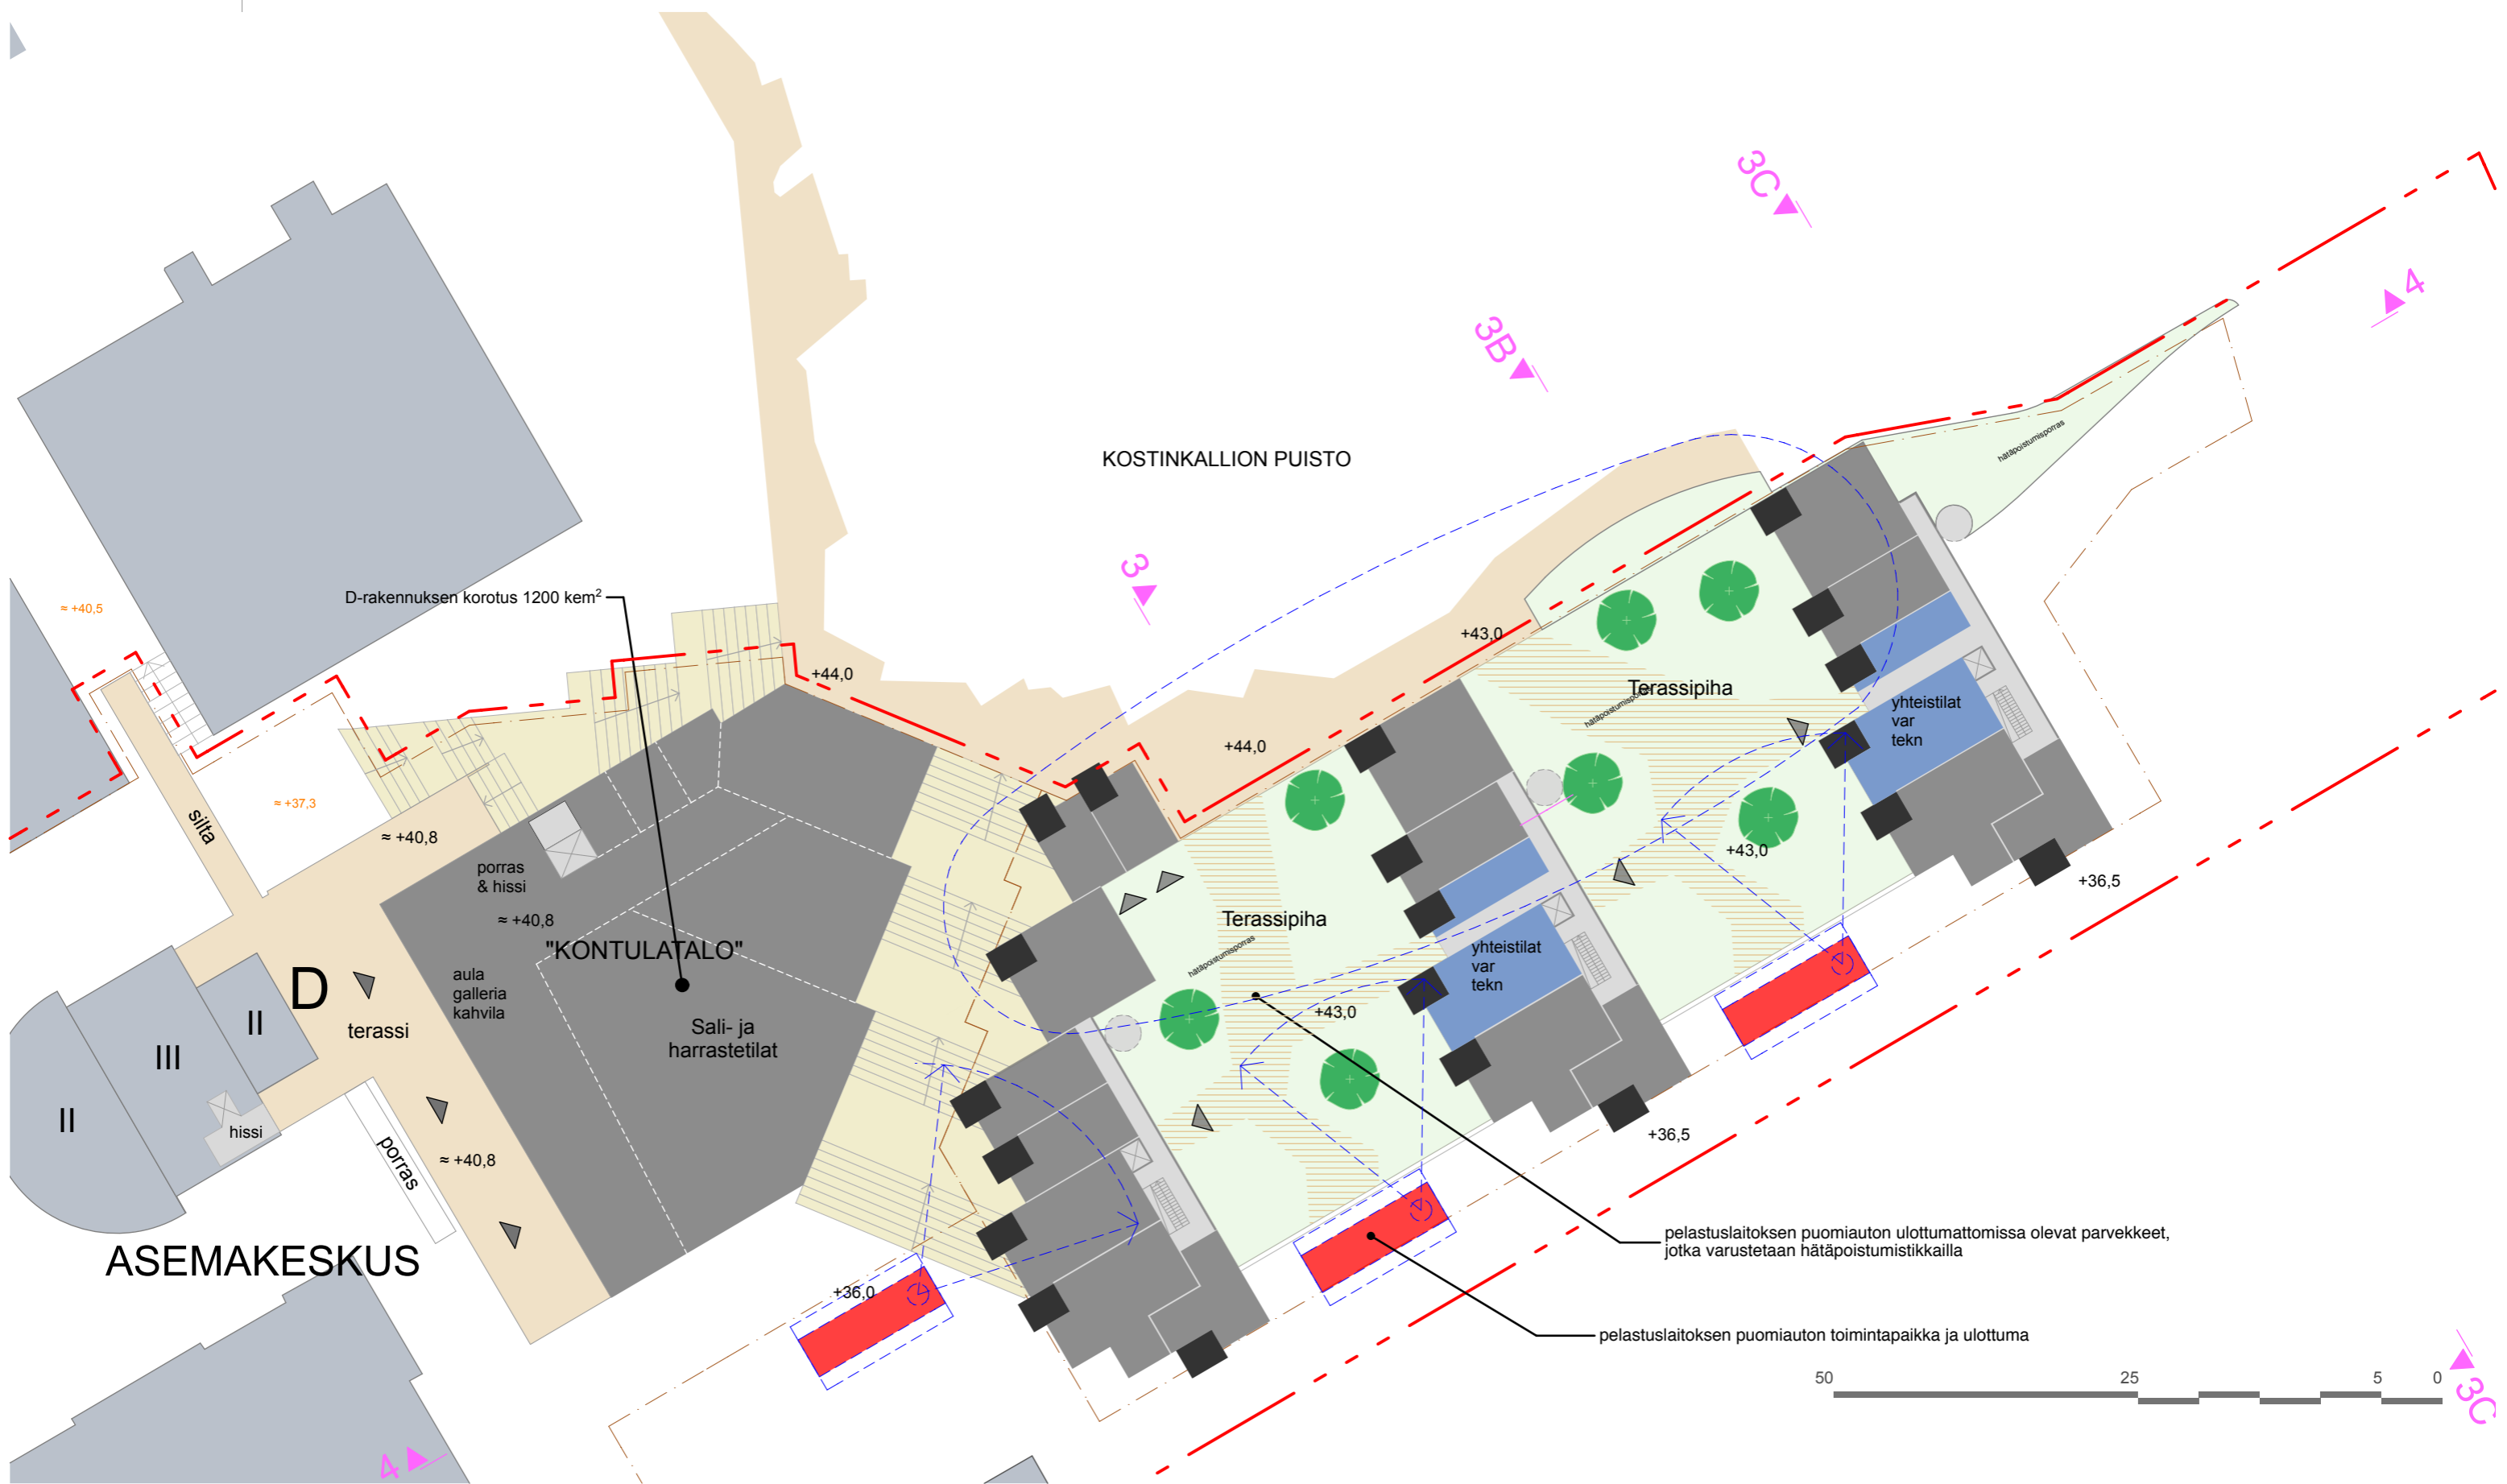 3C
4
3B
KOSTINKALLION PUISTO
hätäpoistumisporras
3
D-rakennuksen korotus 1200 kem²
≈ +40,5
+43,0
+44,0
Terassipiha
hätäpoistumisporras
yhteistilat
var
tekn
+44,0
≈ +37,3
silta
≈ +40,8
porras
& hissi
≈ +40,8
"KONTULATALO"
+43,0
+36,5
Terassipiha
hätäpoistumisporras
yhteistilat
var
tekn
D
aula
galleria
kahvila
terassi
Sali- ja
harrastetilat
+43,0
II
III
II
hissi
porras
≈ +40,8
+36,5
ASEMAKESKUS
pelastuslaitoksen puomiauton ulottumattomissa olevat parvekkeet,
jotka varustetaan hätäpoistumistikkailla
+36,0
pelastuslaitoksen puomiauton toimintapaikka ja ulottuma
50 25 5 0
3C
4